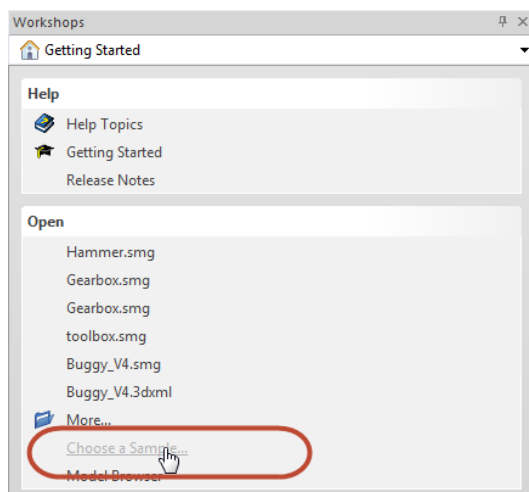 Workshops
Getting Started
Help
Help Topics
Getting Started
Release Notes
Open
Hammer.smg
Gearbox.smg
Gearbox.smg
toolbox.smg
Buggy_V4.smg
Buggy_V4.3dxml
More...
Choose a Sample...
Model Browser